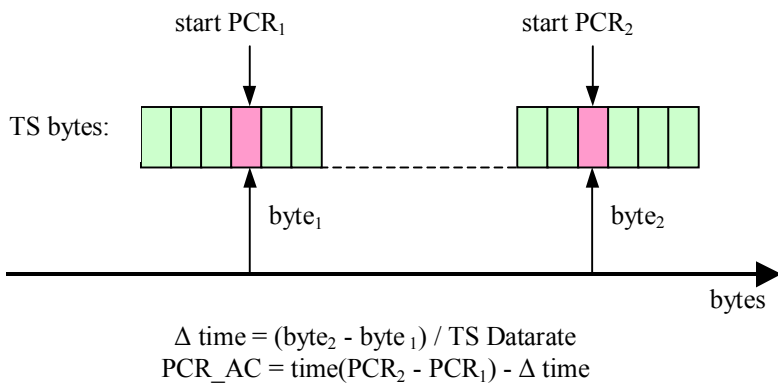 start PCR₁ start PCR₂
TS bytes:
byte₁ byte₂
bytes
Δ time = (byte₂ - byte ₁) / TS Datarate
PCR_AC = time(PCR₂ - PCR₁) - Δ time